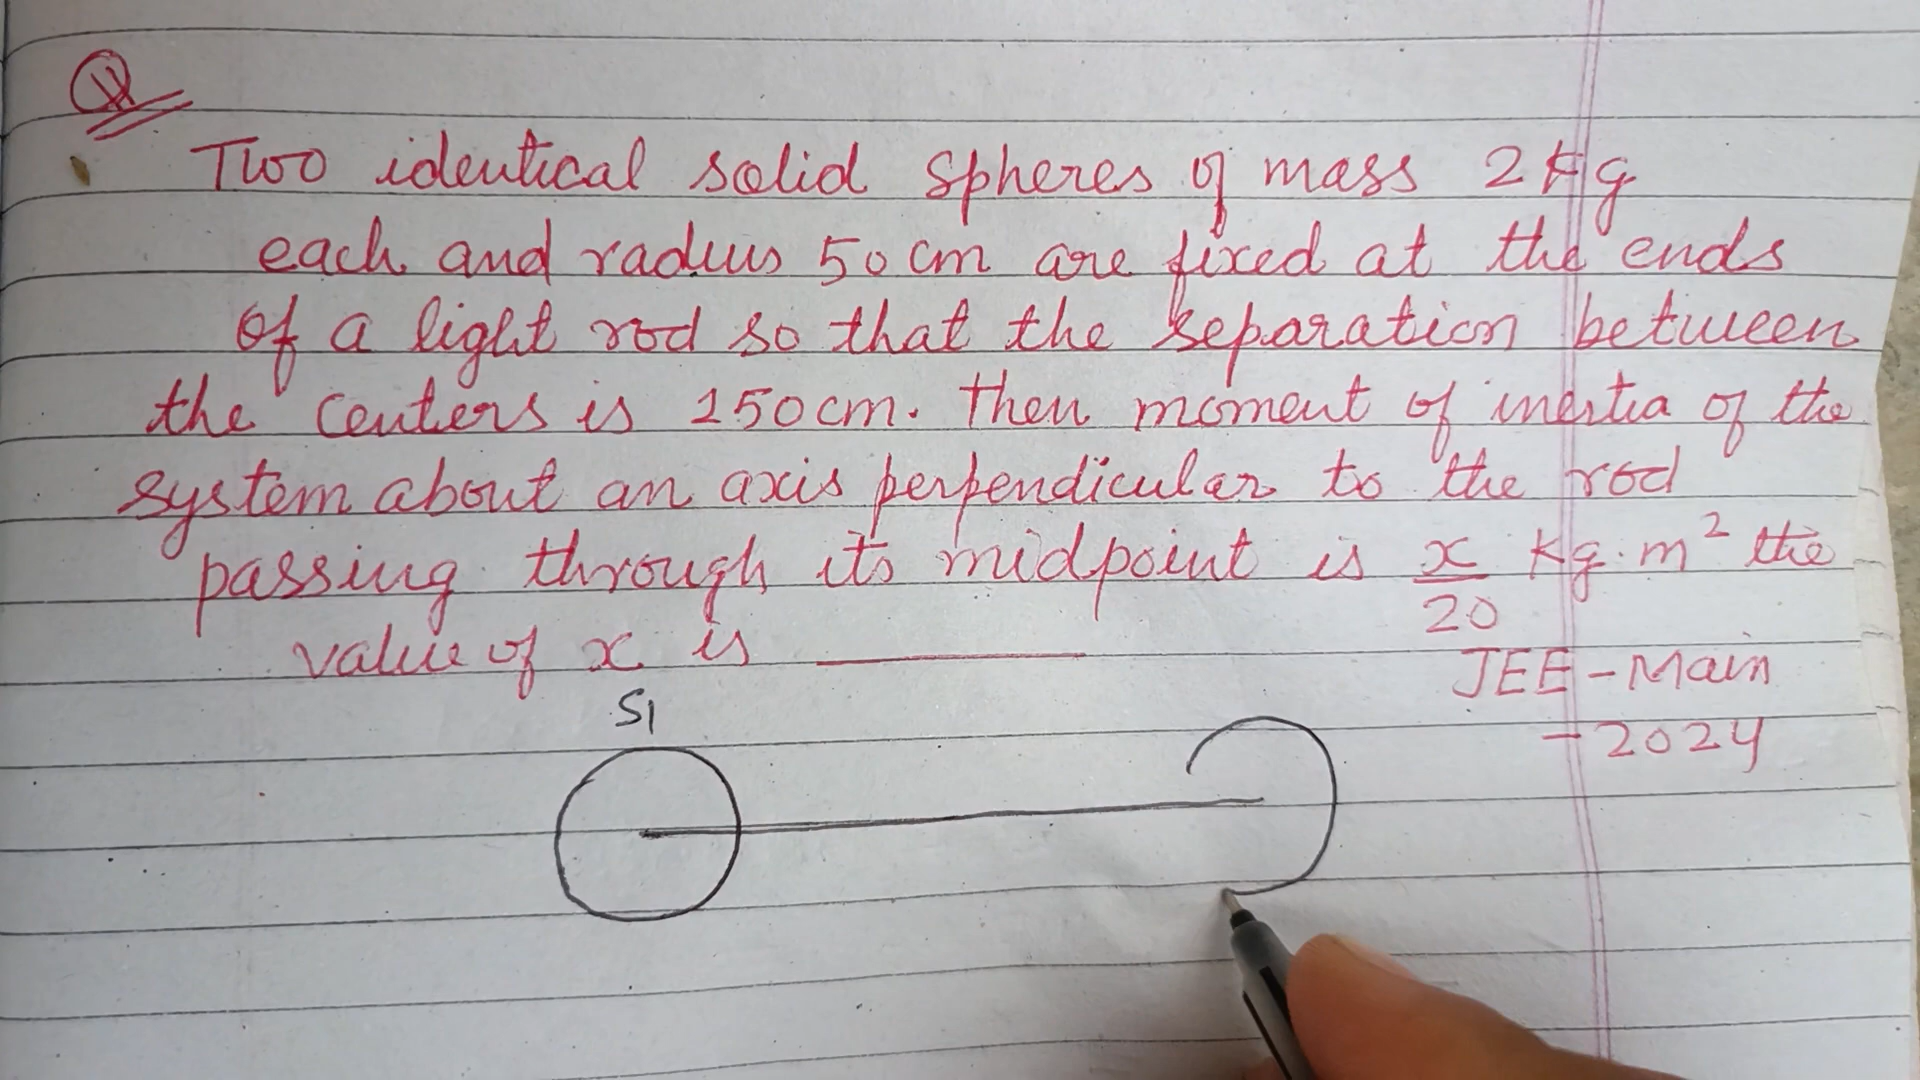 Q
Two identical solid spheres of mass 2 kg
each and radius 50 cm are fixed at the ends
of a light rod so that the separation between
the centers is 150cm. Then moment of inertia of the
system about an axis perpendicular to the rod
passing through its midpoint is x/20 kg.m² the
value of x is ______
JEE-Main
-2024
S1